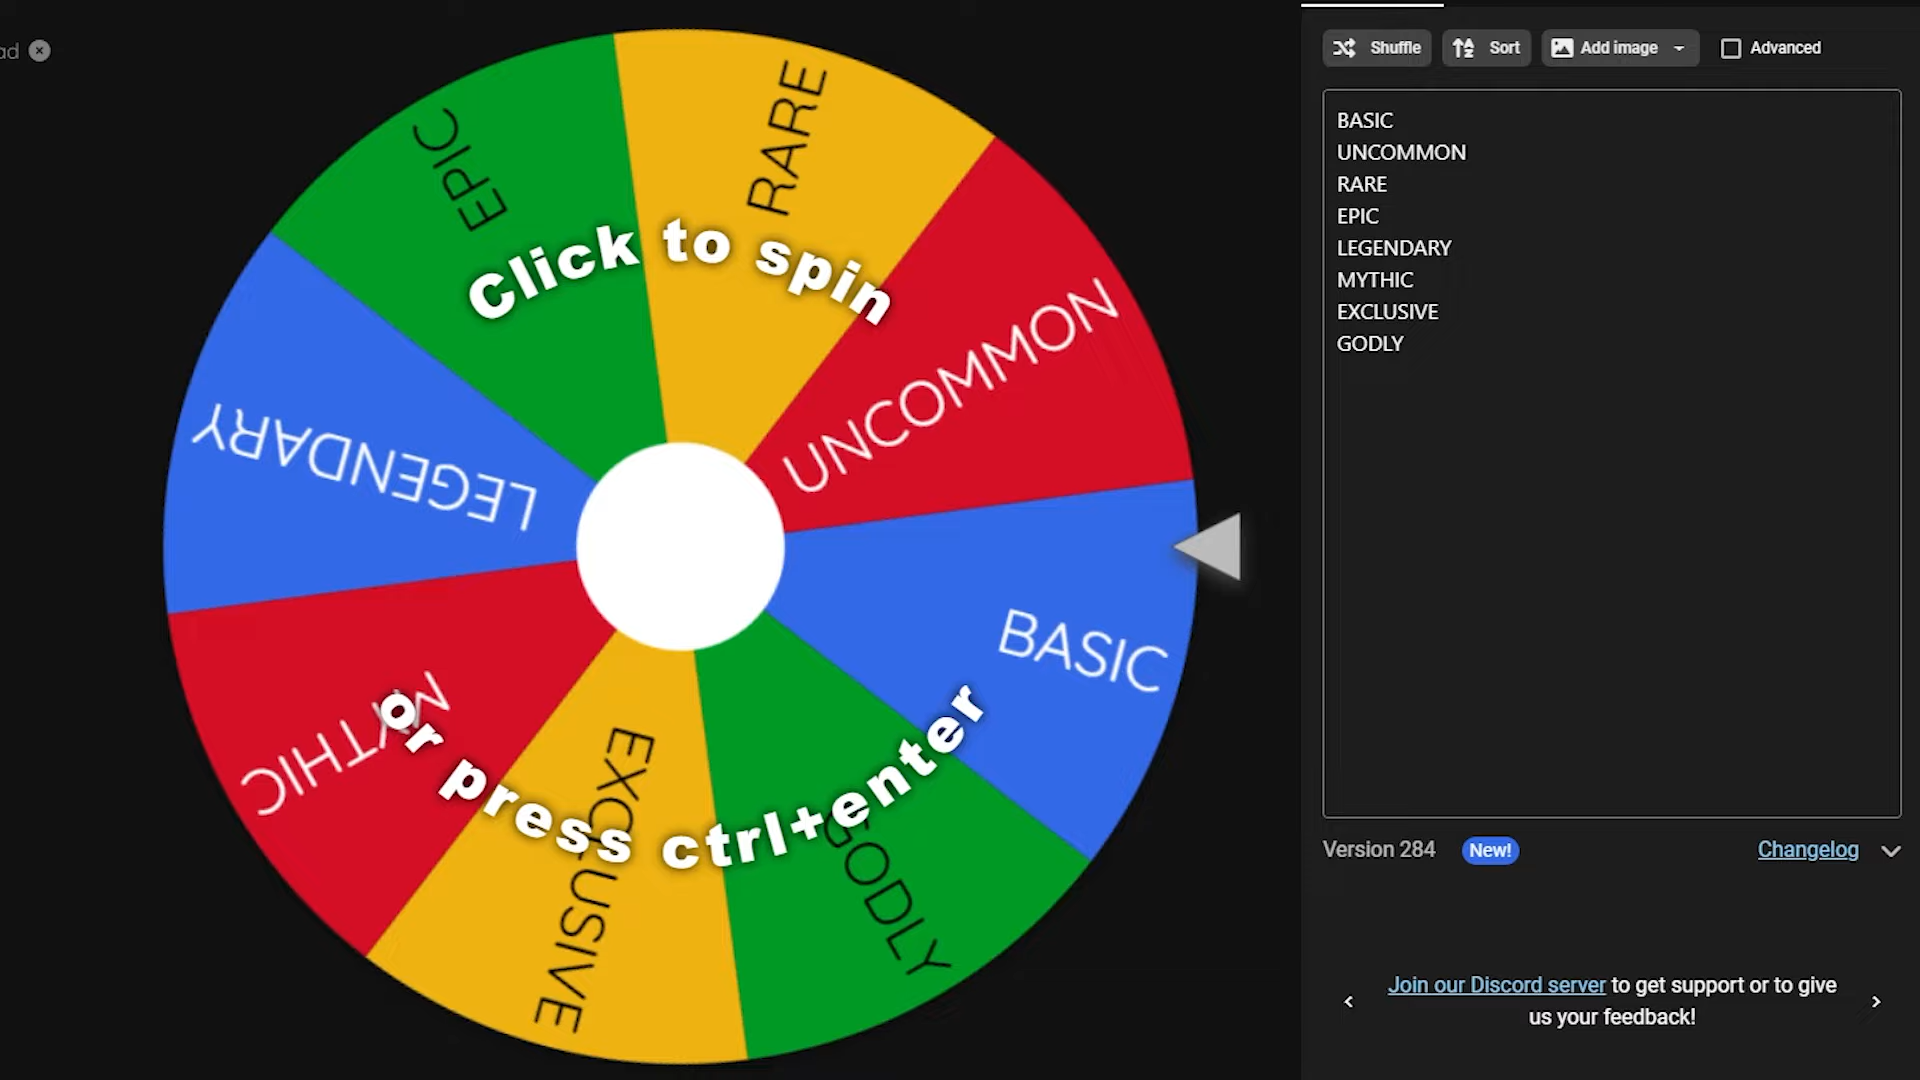 ad
Shuffle
Sort
Add image
Advanced
EPIC
RARE
UNCOMMON
BASIC
GODLY
EXCLUSIVE
MYTHIC
LEGENDARY
Click to spin
or press ctrl+enter
BASIC
UNCOMMON
RARE
EPIC
LEGENDARY
MYTHIC
EXCLUSIVE
GODLY
Version 284
New!
Changelog
Join our Discord server to get support or to give
us your feedback!